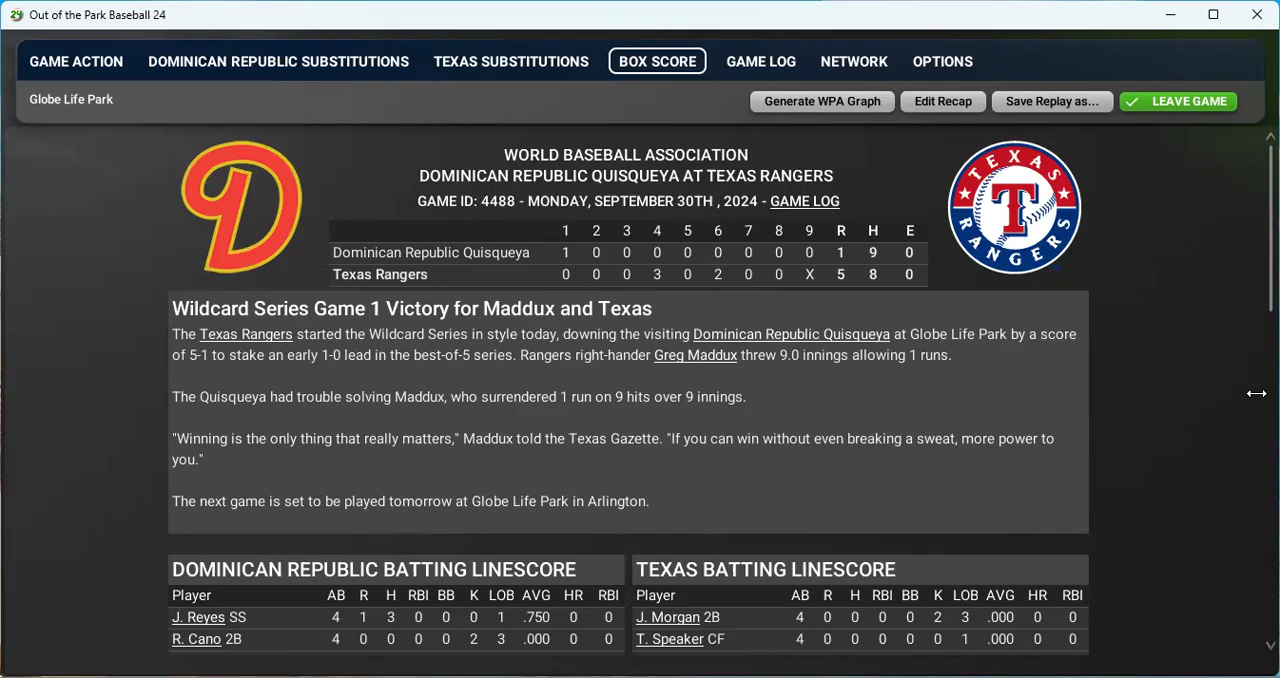 Out of the Park Baseball 24
GAME ACTION DOMINICAN REPUBLIC SUBSTITUTIONS TEXAS SUBSTITUTIONS BOX SCORE GAME LOG NETWORK OPTIONS
Globe Life Park Generate WPA Graph Edit Recap Save Replay as... LEAVE GAME
WORLD BASEBALL ASSOCIATION
DOMINICAN REPUBLIC QUISQUEYA AT TEXAS RANGERS
GAME ID: 4488 - MONDAY, SEPTEMBER 30TH , 2024 - GAME LOG
D
TEXAS RANGERS
T
1 2 3 4 5 6 7 8 9 R H E
Dominican Republic Quisqueya 1 0 0 0 0 0 0 0 0 1 9 0
Texas Rangers 0 0 0 3 0 2 0 0 X 5 8 0
Wildcard Series Game 1 Victory for Maddux and Texas
The Texas Rangers started the Wildcard Series in style today, downing the visiting Dominican Republic Quisqueya at Globe Life Park by a score
of 5-1 to stake an early 1-0 lead in the best-of-5 series. Rangers right-hander Greg Maddux threw 9.0 innings allowing 1 runs.
The Quisqueya had trouble solving Maddux, who surrendered 1 run on 9 hits over 9 innings.
"Winning is the only thing that really matters," Maddux told the Texas Gazette. "If you can win without even breaking a sweat, more power to
you."
The next game is set to be played tomorrow at Globe Life Park in Arlington.
DOMINICAN REPUBLIC BATTING LINESCORE
Player AB R H RBI BB K LOB AVG HR RBI
J. Reyes SS 4 1 3 0 0 0 1 .750 0 0
R. Cano 2B 4 0 0 0 0 2 3 .000 0 0
TEXAS BATTING LINESCORE
Player AB R H RBI BB K LOB AVG HR RBI
J. Morgan 2B 4 0 0 0 0 2 3 .000 0 0
T. Speaker CF 4 0 0 0 0 0 1 .000 0 0